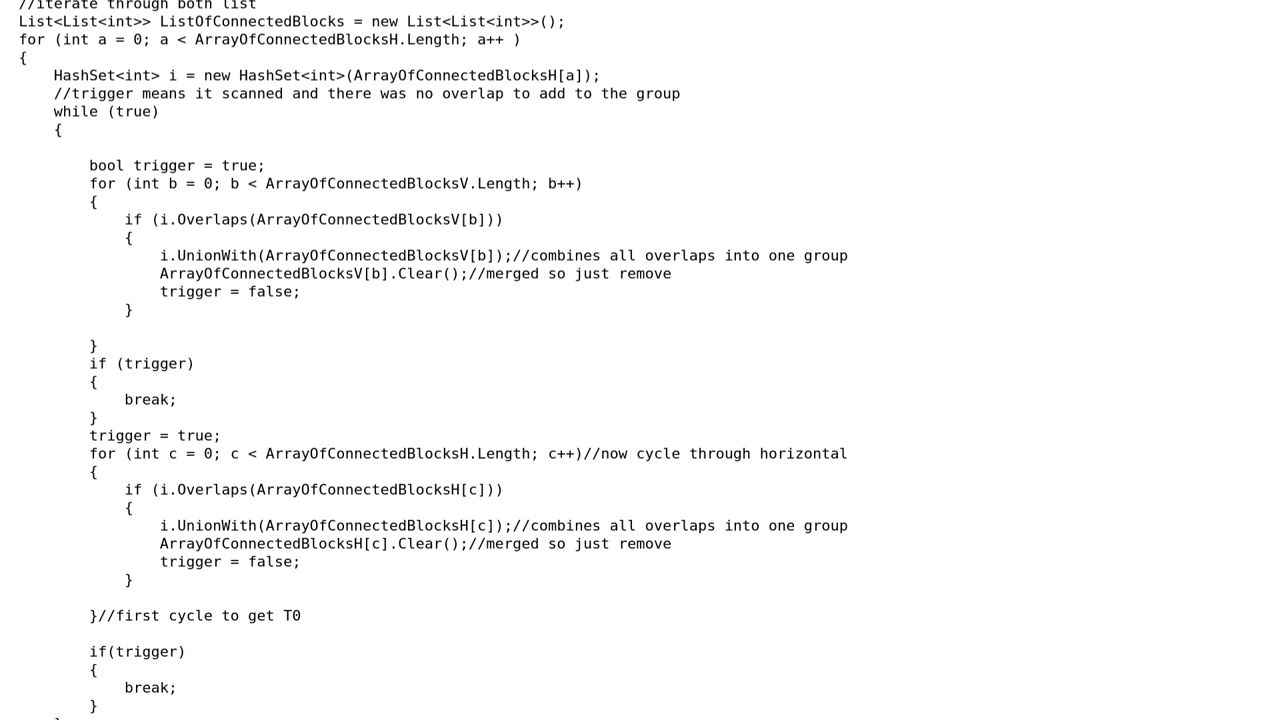 //iterate through both list
List<List<int>> ListOfConnectedBlocks = new List<List<int>>();
for (int a = 0; a < ArrayOfConnectedBlocksH.Length; a++ )
{
    HashSet<int> i = new HashSet<int>(ArrayOfConnectedBlocksH[a]);
    //trigger means it scanned and there was no overlap to add to the group
    while (true)
    {

        bool trigger = true;
        for (int b = 0; b < ArrayOfConnectedBlocksV.Length; b++)
        {
            if (i.Overlaps(ArrayOfConnectedBlocksV[b]))
            {
                i.UnionWith(ArrayOfConnectedBlocksV[b]);//combines all overlaps into one group
                ArrayOfConnectedBlocksV[b].Clear();//merged so just remove
                trigger = false;
            }

        }
        if (trigger)
        {
            break;
        }
        trigger = true;
        for (int c = 0; c < ArrayOfConnectedBlocksH.Length; c++)//now cycle through horizontal
        {
            if (i.Overlaps(ArrayOfConnectedBlocksH[c]))
            {
                i.UnionWith(ArrayOfConnectedBlocksH[c]);//combines all overlaps into one group
                ArrayOfConnectedBlocksH[c].Clear();//merged so just remove
                trigger = false;
            }

        }//first cycle to get T0

        if(trigger)
        {
            break;
        }